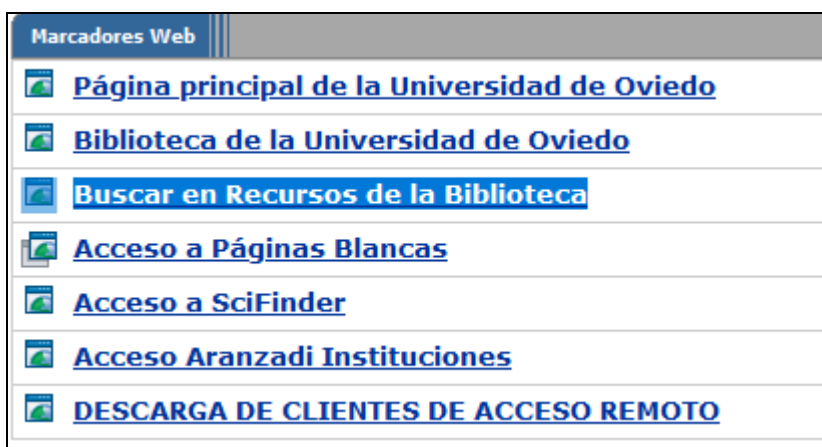 Marcadores Web
Página principal de la Universidad de Oviedo
Biblioteca de la Universidad de Oviedo
Buscar en Recursos de la Biblioteca
Acceso a Páginas Blancas
Acceso a SciFinder
Acceso Aranzadi Instituciones
DESCARGA DE CLIENTES DE ACCESO REMOTO